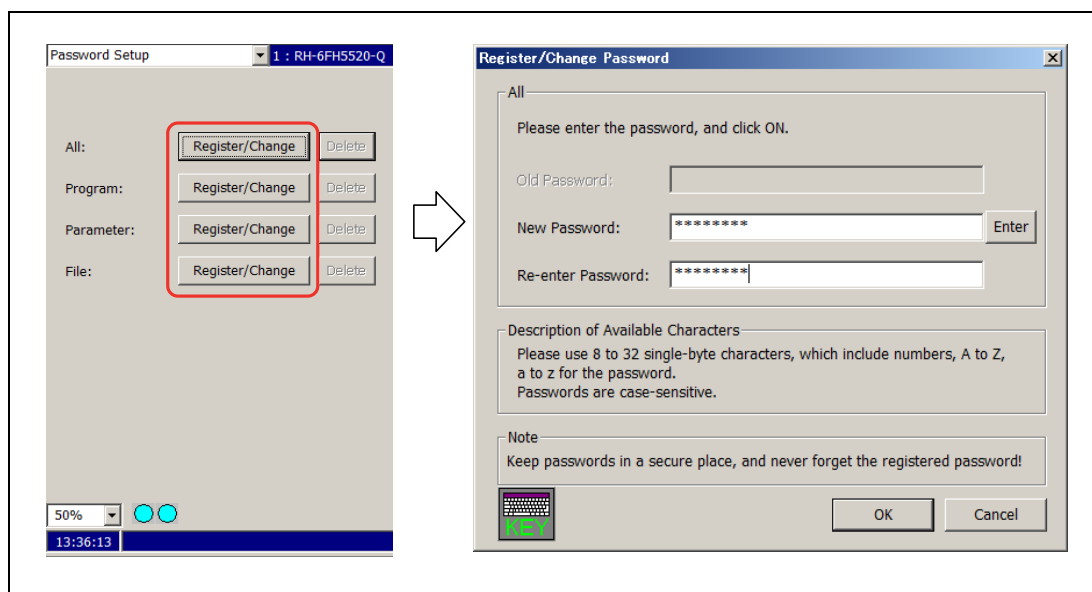 Password Setup
1 : RH-6FH5520-Q
All:
Register/Change
Delete
Program:
Register/Change
Delete
Parameter:
Register/Change
Delete
File:
Register/Change
Delete
50%
13:36:13
Register/Change Password
All
Please enter the password, and click ON.
Old Password:
New Password:
********
Enter
Re-enter Password:
********
Description of Available Characters
Please use 8 to 32 single-byte characters, which include numbers, A to Z,
a to z for the password.
Passwords are case-sensitive.
Note
Keep passwords in a secure place, and never forget the registered password!
KEY
OK
Cancel